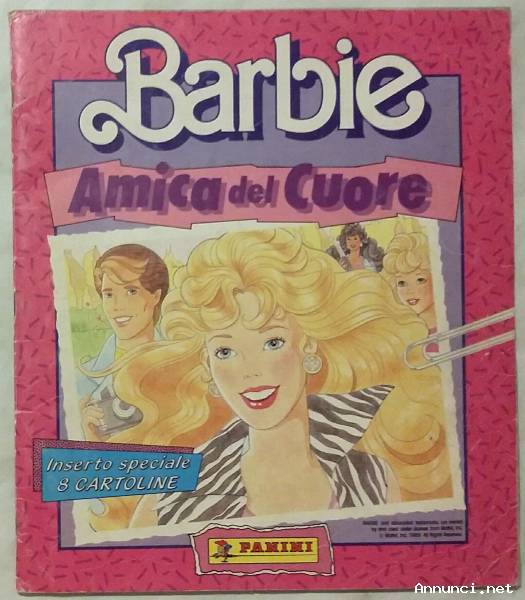 Barbie
Amica del Cuore
Inserto speciale
8 CARTOLINE
PANINI
Annunci.net